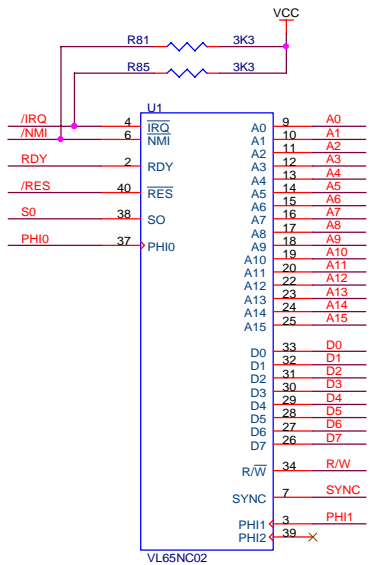 VCC
R81 3K3
R85 3K3
U1
/IRQ 4 IRQ A0 9 A0
/NMI 6 NMI A1 10 A1
A2 11 A2
RDY 2 RDY A3 12 A3
A4 13 A4
/RES 40 RES A5 14 A5
A6 15 A6
S0 38 SO A7 16 A7
A8 17 A8
PHI0 37 PHI0 A9 18 A9
A10 19 A10
A11 20 A11
A12 22 A12
A13 23 A13
A14 24 A14
A15 25 A15
D0 33 D0
D1 32 D1
D2 31 D2
D3 30 D3
D4 29 D4
D5 28 D5
D6 27 D6
D7 26 D7
R/W 34 R/W
SYNC 7 SYNC
PHI1 3 PHI1
PHI2 39
VL65NC02